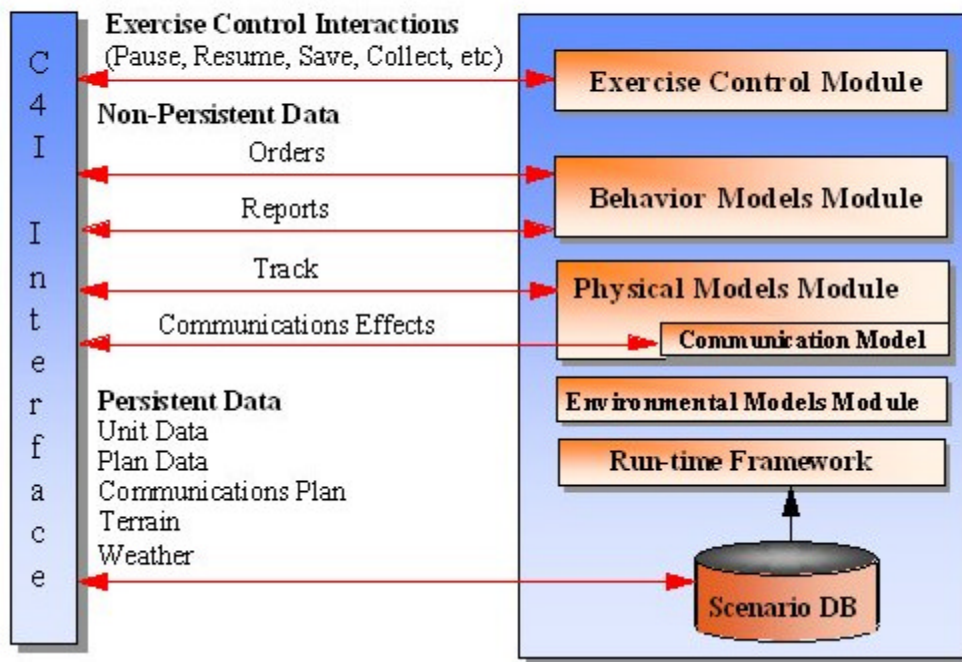 C4I Interface
Exercise Control Interactions
(Pause, Resume, Save, Collect, etc)
Non-Persistent Data
Orders
Reports
Track
Communications Effects
Persistent Data
Unit Data
Plan Data
Communications Plan
Terrain
Weather
Exercise Control Module
Behavior Models Module
Physical Models Module
Communication Model
Environmental Models Module
Run-time Framework
Scenario DB